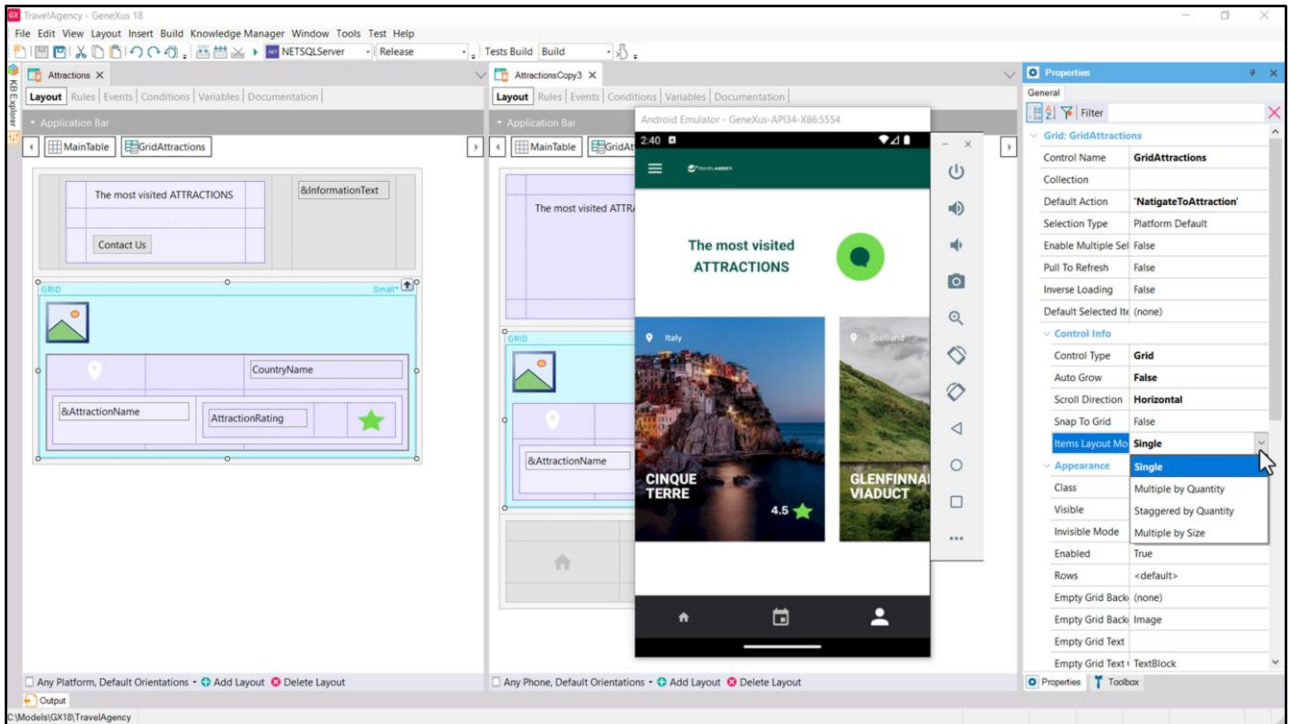 TravelAgency - GeneXus 18
File Edit View Layout Insert Build Knowledge Manager Window Tools Test Help
NETSQLServer Release Tests Build Build
KB Explorer
Attractions X
Layout Rules Events Conditions Variables Documentation
Application Bar
MainTable GridAttractions
The most visited ATTRACTIONS
&InformationText
Contact Us
GRID Small*
CountryName
&AttractionName
AttractionRating
Any Platform, Default Orientations Add Layout Delete Layout
AttractionsCopy3 X
Layout Rules Events Conditions Variables Documentation
Application Bar
MainTable GridAt
The most visited ATTRA
GRID
&AttractionName
Any Phone, Default Orientations Add Layout Delete Layout
Android Emulator - GeneXus-API34-X86:5554
2:40
TRAVEL AGENCY
The most visited
ATTRACTIONS
Italy
Scotland
CINQUE
TERRE
4.5
GLENFINNA
VIADUCT
Properties
General
Filter
Grid: GridAttractions
Control Name GridAttractions
Collection
Default Action 'NatigateToAttraction'
Selection Type Platform Default
Enable Multiple Sel False
Pull To Refresh False
Inverse Loading False
Default Selected Ite (none)
Control Info
Control Type Grid
Auto Grow False
Scroll Direction Horizontal
Snap To Grid False
Items Layout Mo Single
Appearance Single
Class Multiple by Quantity
Visible Staggered by Quantity
Invisible Mode Multiple by Size
Enabled True
Rows <default>
Empty Grid Back (none)
Empty Grid Back Image
Empty Grid Text
Empty Grid Text TextBlock
Properties Toolbox
Output
C:\Models\GX18\TravelAgency